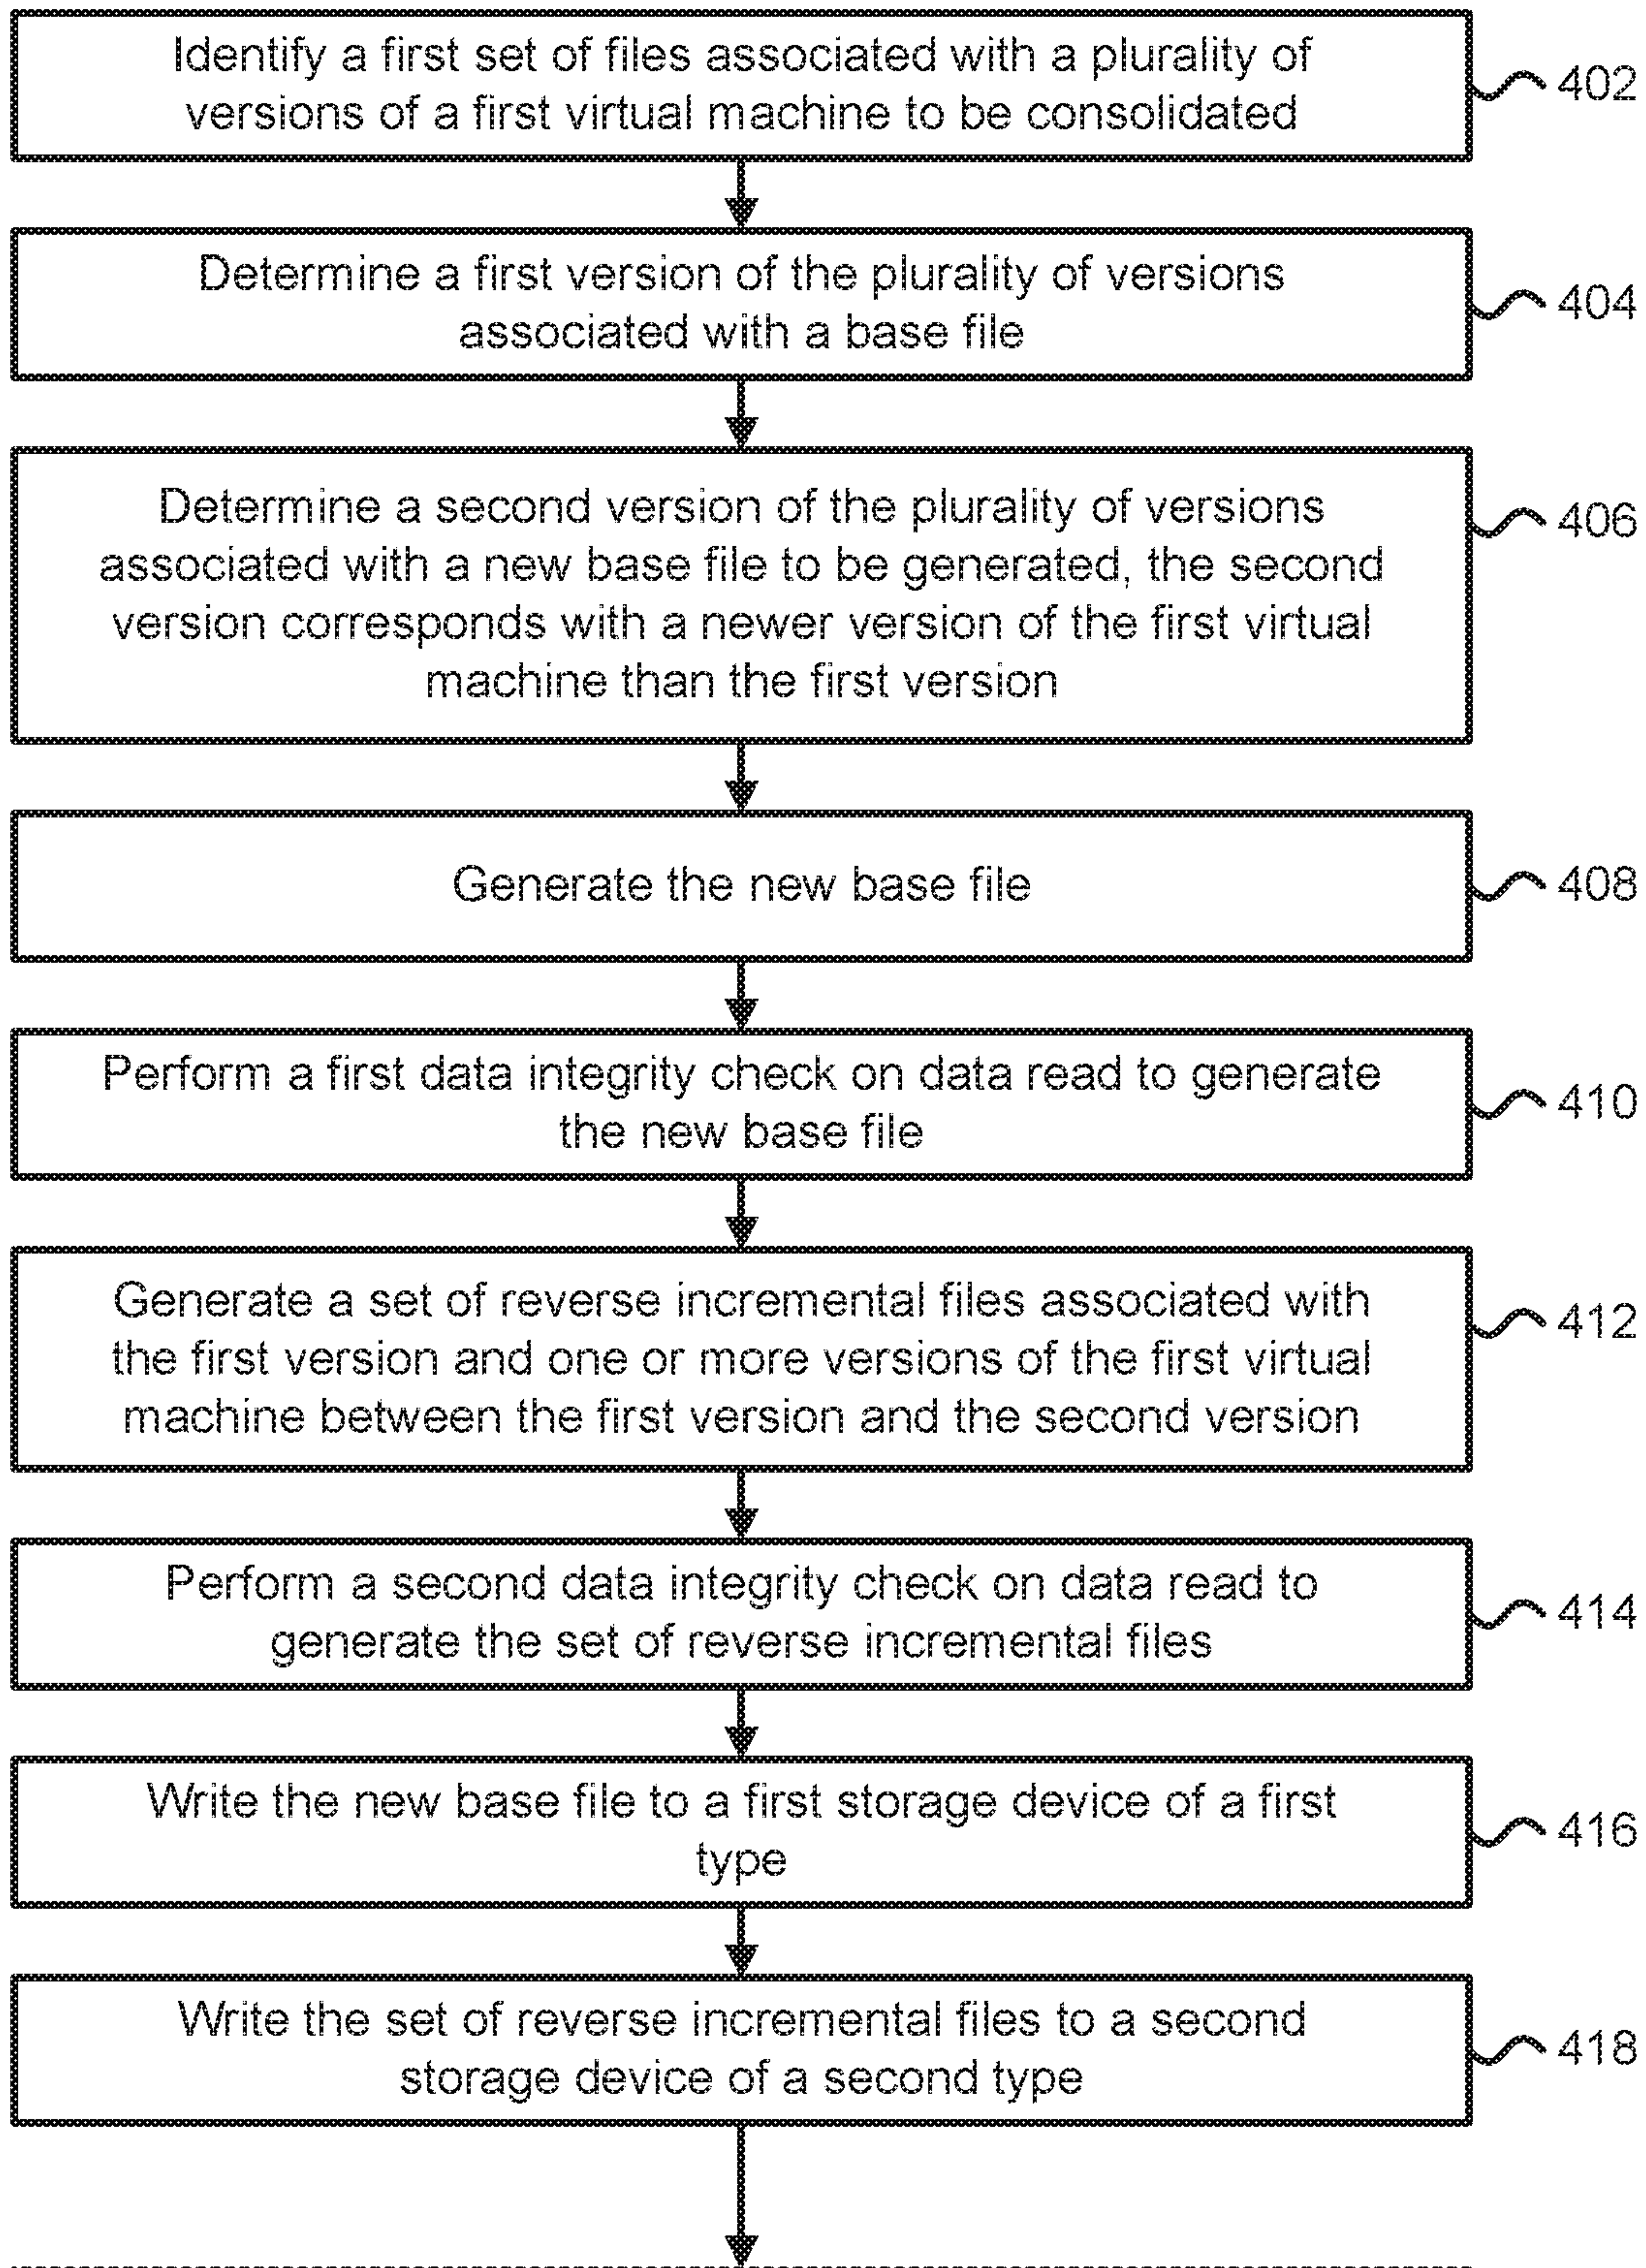 Identify a first set of files associated with a plurality of
versions of a first virtual machine to be consolidated
402
Determine a first version of the plurality of versions
associated with a base file
404
Determine a second version of the plurality of versions
associated with a new base file to be generated, the second
version corresponds with a newer version of the first virtual
machine than the first version
406
Generate the new base file
408
Perform a first data integrity check on data read to generate
the new base file
410
Generate a set of reverse incremental files associated with
the first version and one or more versions of the first virtual
machine between the first version and the second version
412
Perform a second data integrity check on data read to
generate the set of reverse incremental files
414
Write the new base file to a first storage device of a first
type
416
Write the set of reverse incremental files to a second
storage device of a second type
418